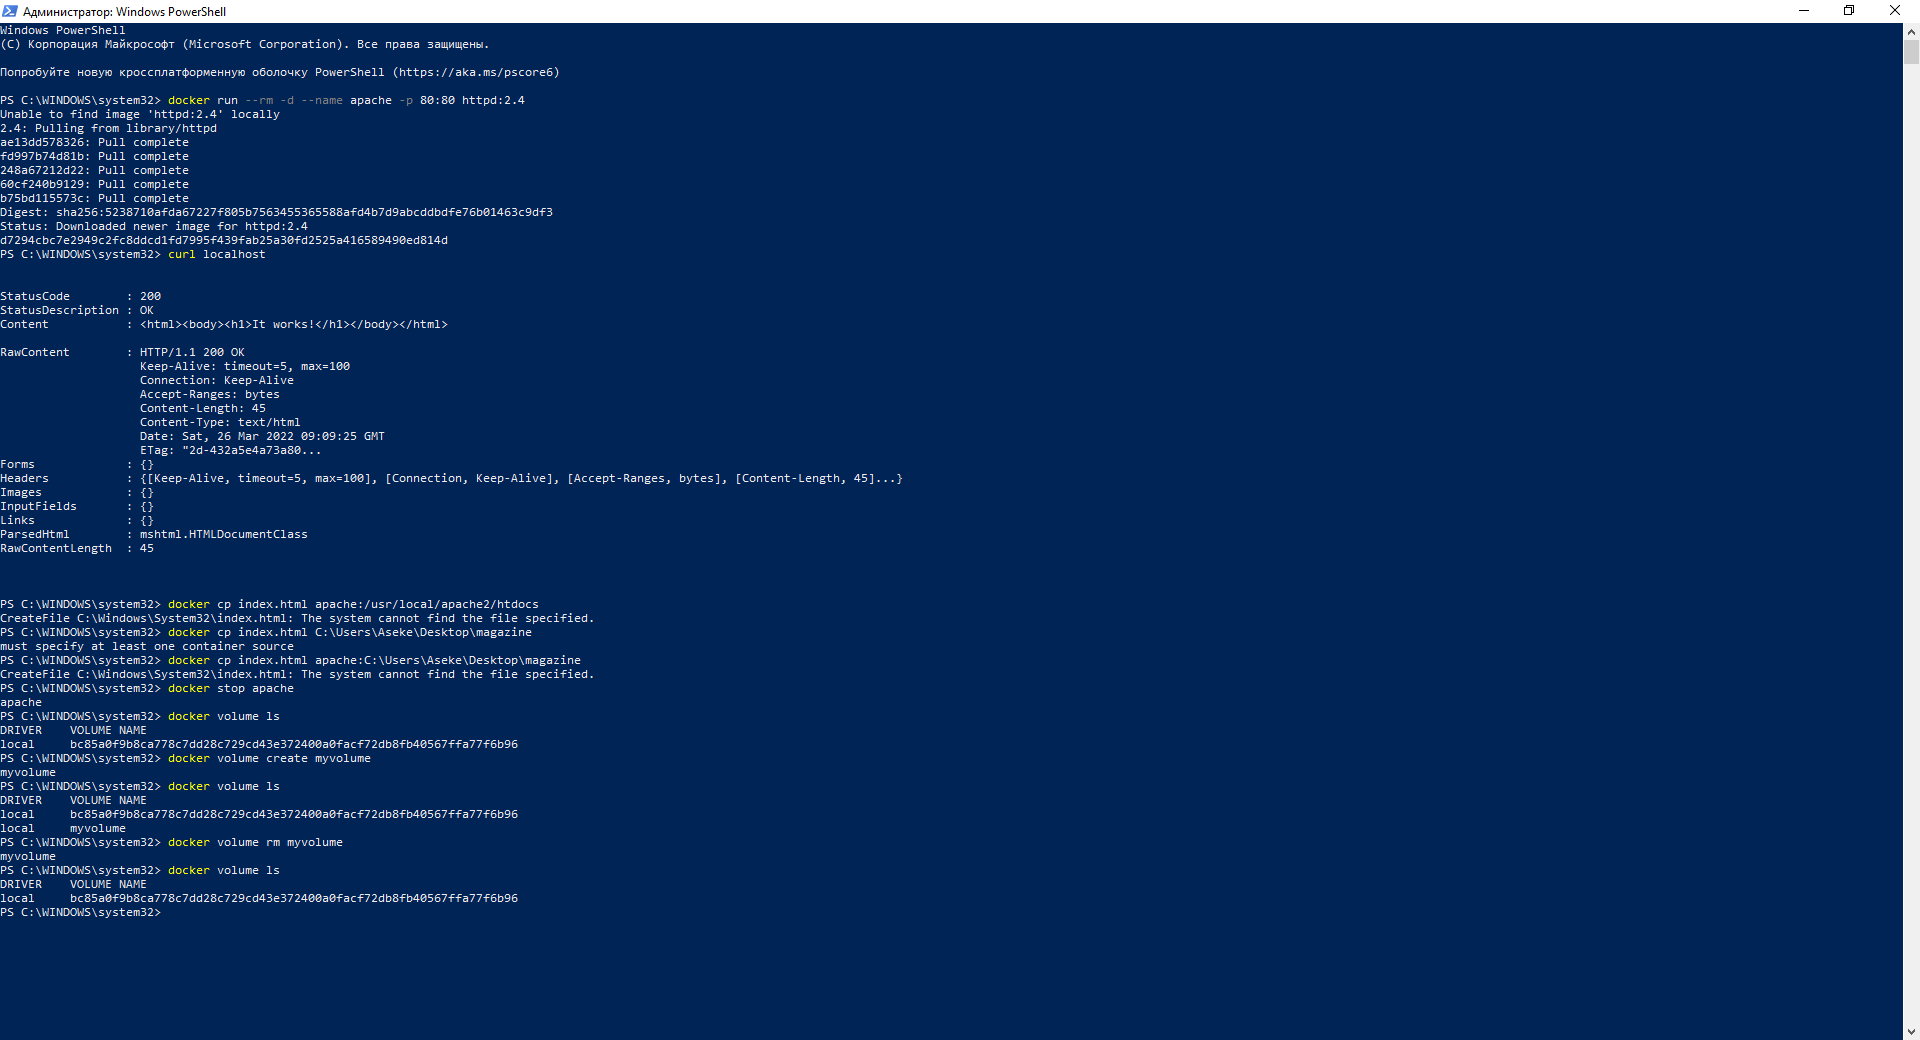 Администратор: Windows PowerShell
Windows PowerShell
(C) Корпорация Майкрософт (Microsoft Corporation). Все права защищены.
Попробуйте новую кроссплатформенную оболочку PowerShell (https://aka.ms/pscore6)
PS C:\WINDOWS\system32> docker run --rm -d --name apache -p 80:80 httpd:2.4
Unable to find image 'httpd:2.4' locally
2.4: Pulling from library/httpd
ae13dd578326: Pull complete
fd997b74d81b: Pull complete
248a67212d22: Pull complete
60cf240b9129: Pull complete
b75bd115573c: Pull complete
Digest: sha256:5238710afda67227f805b7563455365588afd4b7d9abcddbdfe76b01463c9df3
Status: Downloaded newer image for httpd:2.4
d7294cbc7e2949c2fc8ddcd1fd7995f439fab25a30fd2525a416589490ed814d
PS C:\WINDOWS\system32> curl localhost
StatusCode        : 200
StatusDescription : OK
Content           : <html><body><h1>It works!</h1></body></html>
RawContent        : HTTP/1.1 200 OK
Keep-Alive: timeout=5, max=100
Connection: Keep-Alive
Accept-Ranges: bytes
Content-Length: 45
Content-Type: text/html
Date: Sat, 26 Mar 2022 09:09:25 GMT
ETag: "2d-432a5e4a73a80...
Forms             : {}
Headers           : {[Keep-Alive, timeout=5, max=100], [Connection, Keep-Alive], [Accept-Ranges, bytes], [Content-Length, 45]...}
Images            : {}
InputFields       : {}
Links             : {}
ParsedHtml        : mshtml.HTMLDocumentClass
RawContentLength  : 45
PS C:\WINDOWS\system32> docker cp index.html apache:/usr/local/apache2/htdocs
CreateFile C:\Windows\System32\index.html: The system cannot find the file specified.
PS C:\WINDOWS\system32> docker cp index.html C:\Users\Aseke\Desktop\magazine
must specify at least one container source
PS C:\WINDOWS\system32> docker cp index.html apache:C:\Users\Aseke\Desktop\magazine
CreateFile C:\Windows\System32\index.html: The system cannot find the file specified.
PS C:\WINDOWS\system32> docker stop apache
apache
PS C:\WINDOWS\system32> docker volume ls
DRIVER    VOLUME NAME
local     bc85a0f9b8ca778c7dd28c729cd43e372400a0facf72db8fb40567ffa77f6b96
PS C:\WINDOWS\system32> docker volume create myvolume
myvolume
PS C:\WINDOWS\system32> docker volume ls
DRIVER    VOLUME NAME
local     bc85a0f9b8ca778c7dd28c729cd43e372400a0facf72db8fb40567ffa77f6b96
local     myvolume
PS C:\WINDOWS\system32> docker volume rm myvolume
myvolume
PS C:\WINDOWS\system32> docker volume ls
DRIVER    VOLUME NAME
local     bc85a0f9b8ca778c7dd28c729cd43e372400a0facf72db8fb40567ffa77f6b96
PS C:\WINDOWS\system32>